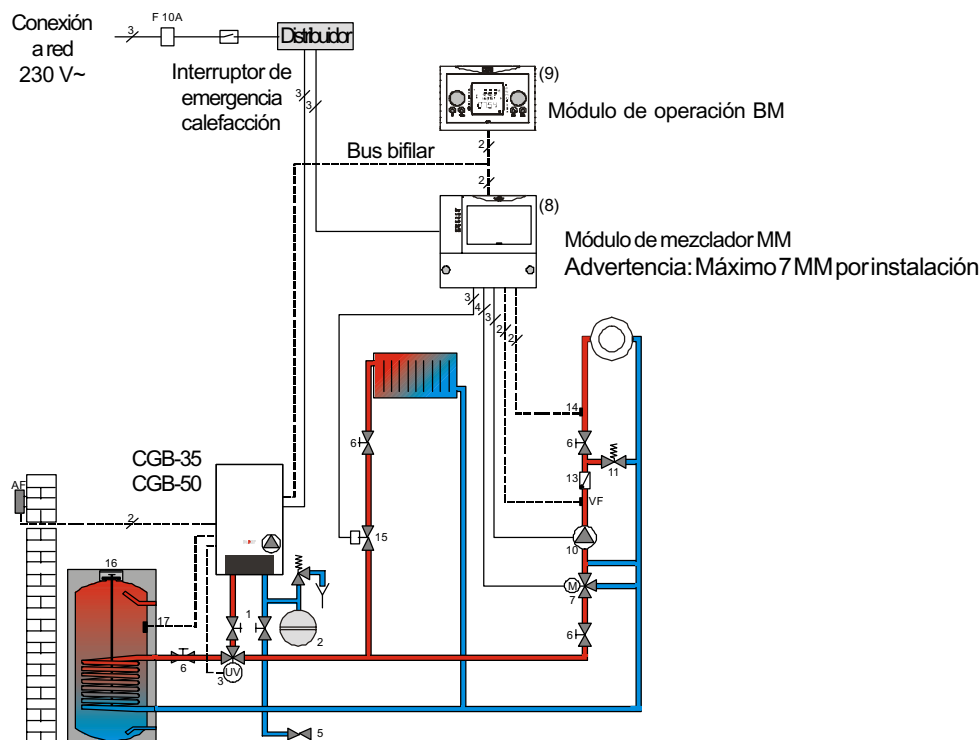 Conexión
a red
230 V~
3
F 10A
Distribuidor
Interruptor de
emergencia
calefacción
3
3
(9)
Módulo de operación BM
2
Bus bifilar
2
(8)
Módulo de mezclador MM
Advertencia: Máximo 7 MM por instalación
3
4
3
2
2
14
6
6
11
13
VF
CGB-35
CGB-50
AF
2
15
10
16
M
7
17
1
2
6
6
3
UV
5